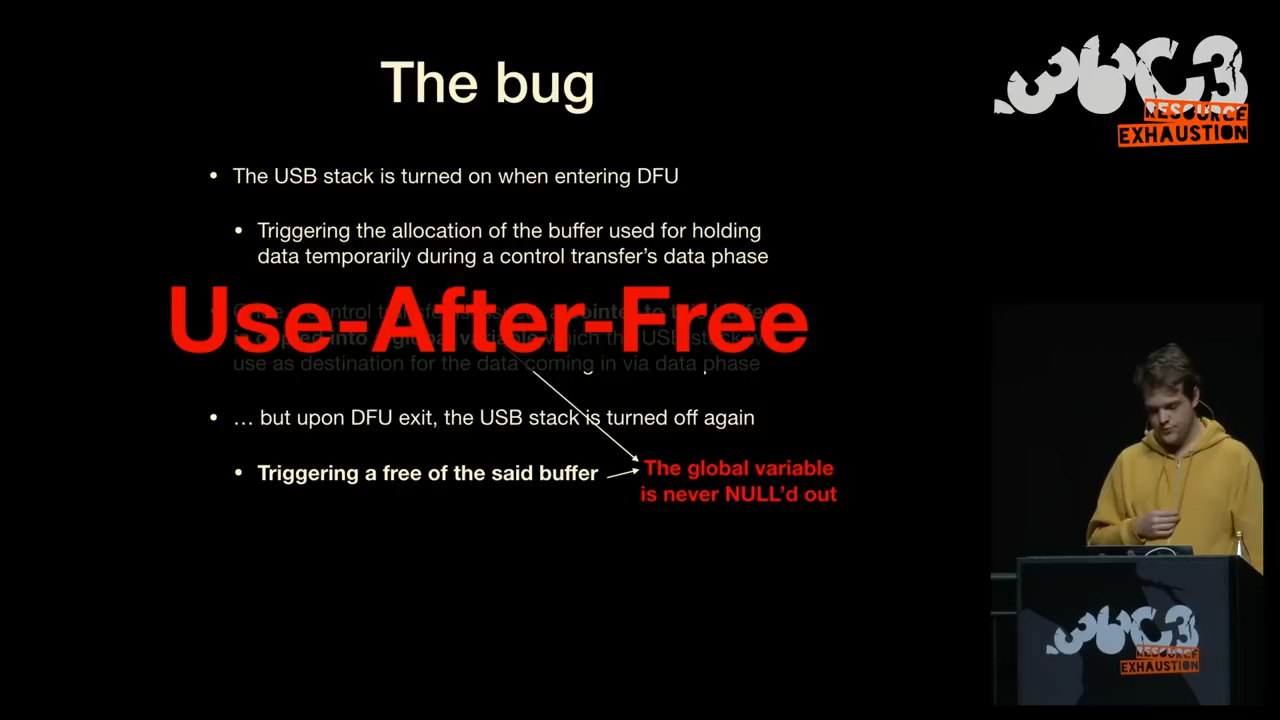 The bug
36C3
RESOURCE
EXHAUSTION
• The USB stack is turned on when entering DFU
• Triggering the allocation of the buffer used for holding
data temporarily during a control transfer's data phase
Use-After-Free
use as destination for the data coming in via data phase
• … but upon DFU exit, the USB stack is turned off again
• Triggering a free of the said buffer
The global variable
is never NULL'd out
36C3
RESOURCE
EXHAUSTION